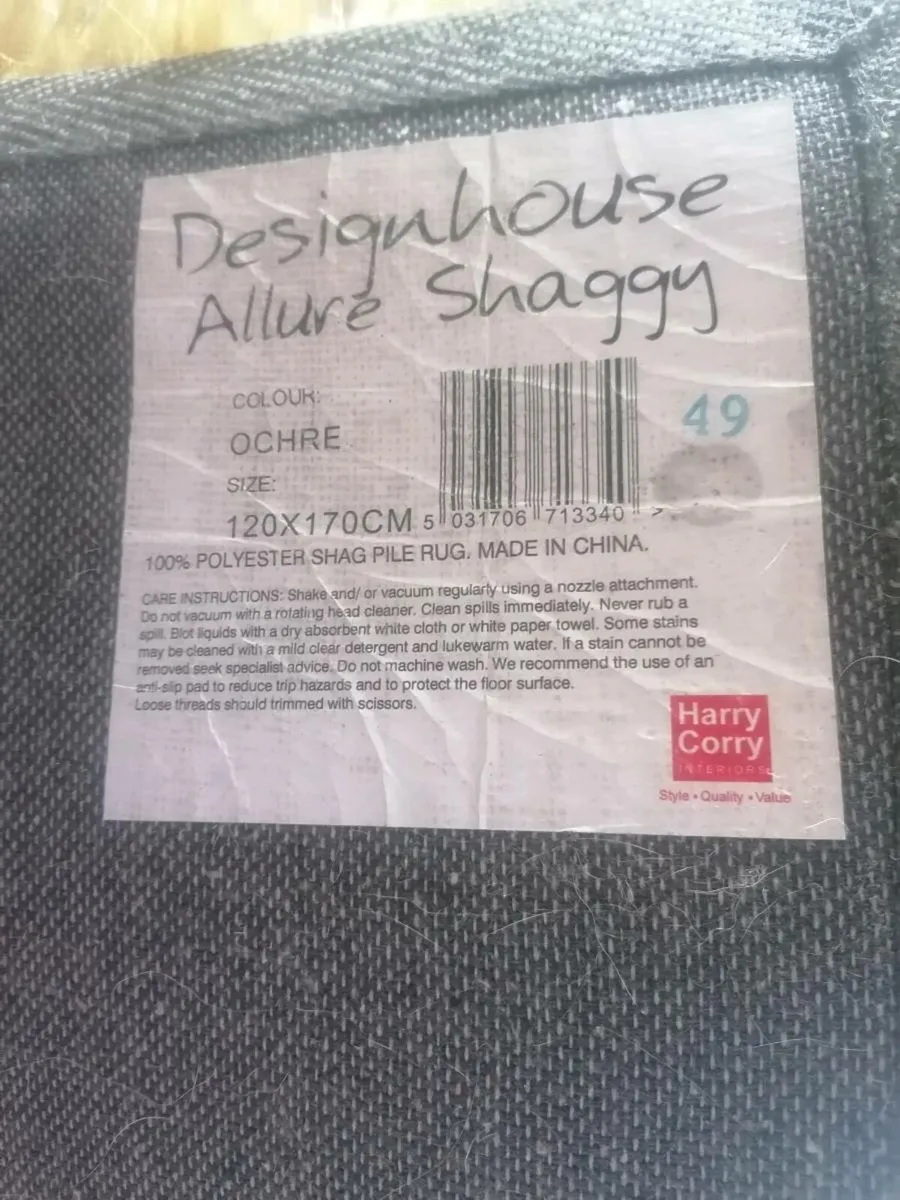 Designhouse
Allure Shaggy
COLOUR:
OCHRE
SIZE:
120X170CM
5 031706 713340 >
49
100% POLYESTER SHAG PILE RUG. MADE IN CHINA.
CARE INSTRUCTIONS: Shake and/ or vacuum regularly using a nozzle attachment.
Do not vacuum with a rotating head cleaner. Clean spills immediately. Never rub a
spill. Blot liquids with a dry absorbent white cloth or white paper towel. Some stains
may be cleaned with a mild clear detergent and lukewarm water. If a stain cannot be
removed seek specialist advice. Do not machine wash. We recommend the use of an
anti-slip pad to reduce trip hazards and to protect the floor surface.
Loose threads should trimmed with scissors.
Harry
Corry
INTERIORS
Style • Quality • Value